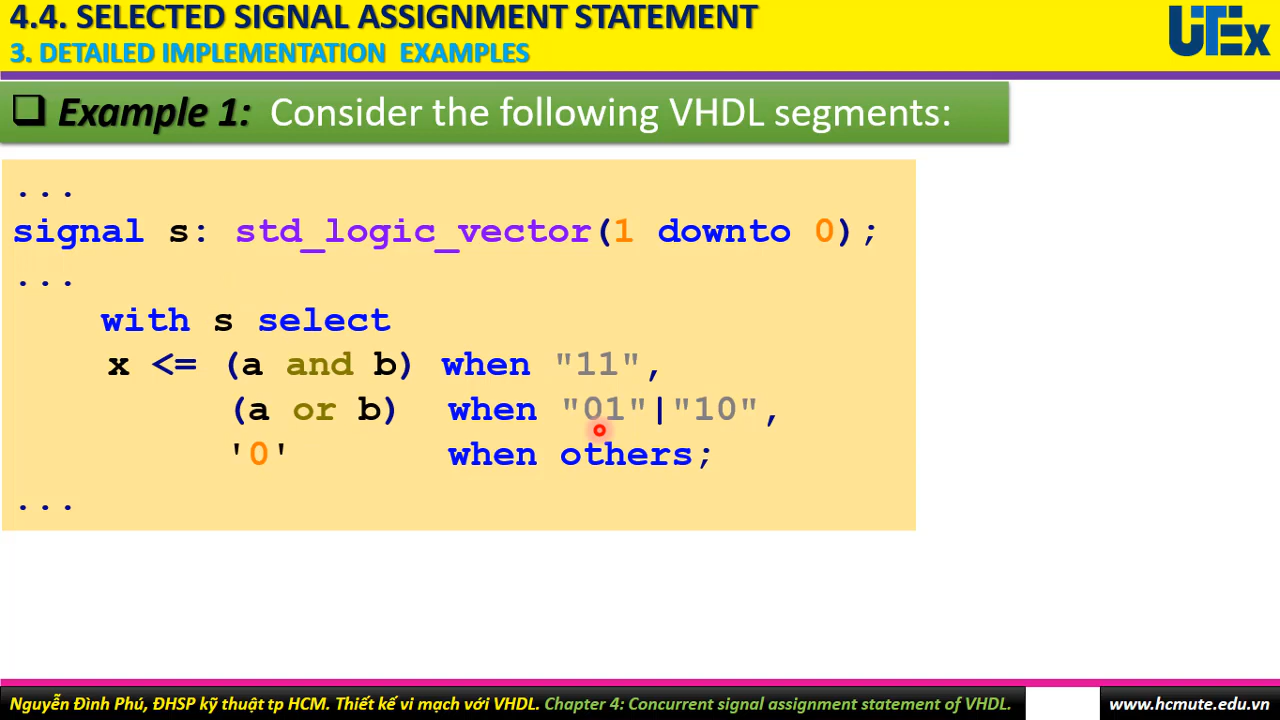 4.4. SELECTED SIGNAL ASSIGNMENT STATEMENT
3. DETAILED IMPLEMENTATION EXAMPLES
UTEx
Example 1: Consider the following VHDL segments:
...
signal s: std_logic_vector(1 downto 0);
...
with s select
x <= (a and b) when "11",
(a or b) when "01"|"10",
'0' when others;
...
Nguyễn Đình Phú, ĐHSP kỹ thuật tp HCM. Thiết kế vi mạch với VHDL. Chapter 4: Concurrent signal assignment statement of VHDL.
www.hcmute.edu.vn